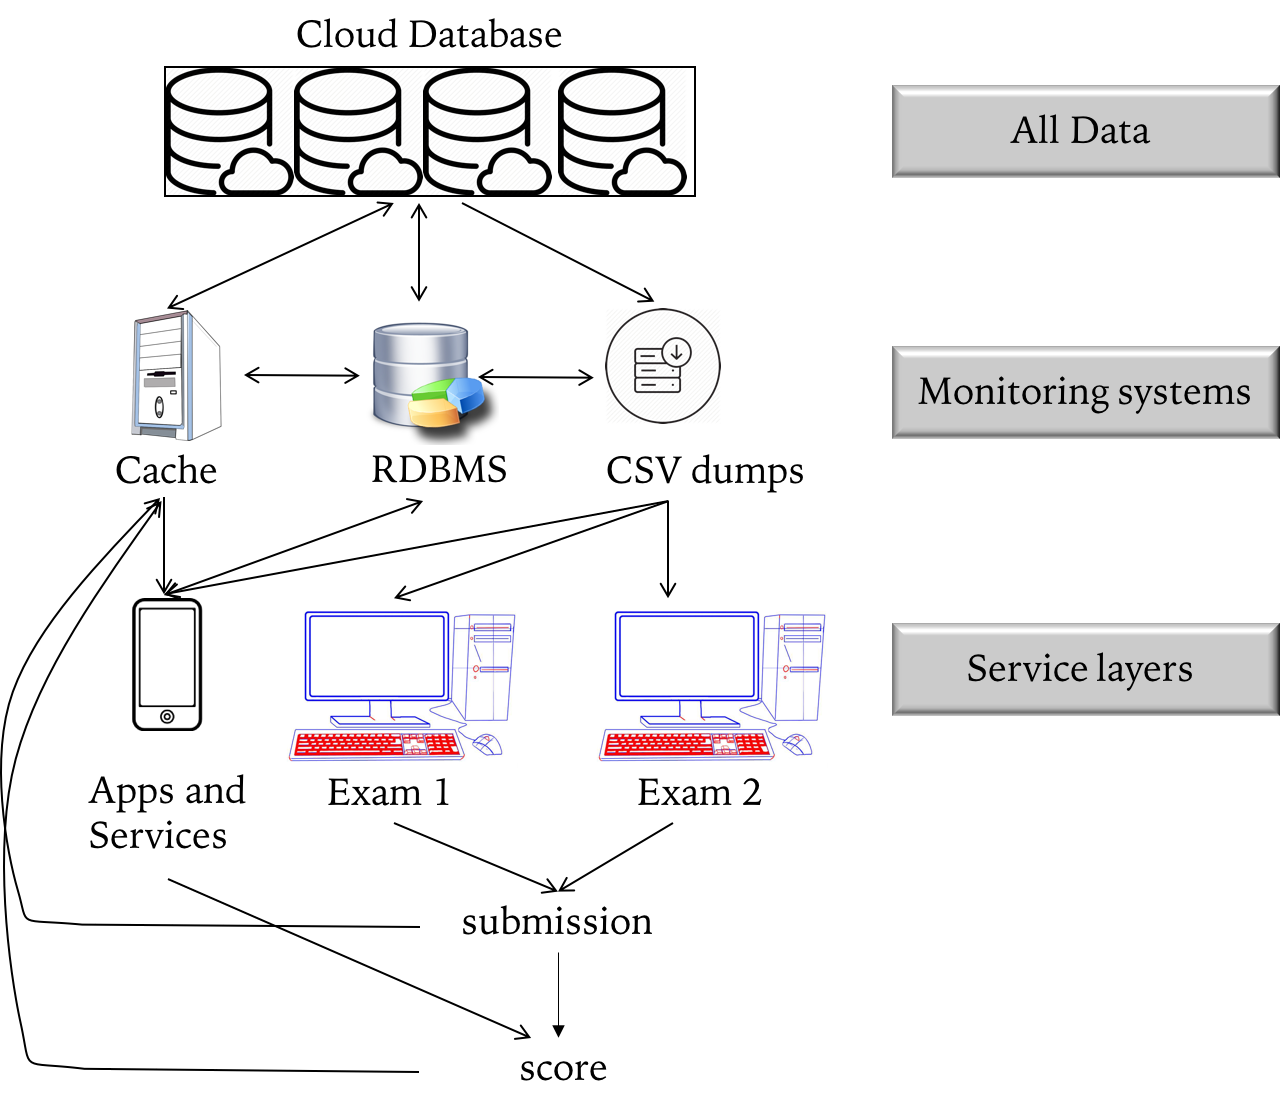 Cloud Database
All Data
Monitoring systems
Cache
RDBMS
CSV dumps
Service layers
Apps and
Services
Exam 1
Exam 2
submission
score